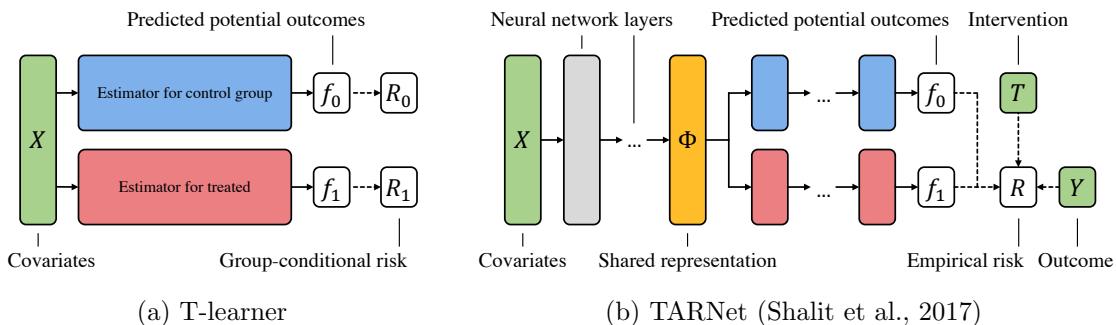 Predicted potential outcomes
X
Estimator for control group
f₀
R₀
Estimator for treated
f₁
R₁
Covariates
Group-conditional risk
(a) T-learner
Neural network layers
Predicted potential outcomes
Intervention
X
...
Φ
...
f₀
T
...
f₁
R
Y
Covariates
Shared representation
Empirical risk
Outcome
(b) TARNet (Shalit et al., 2017)